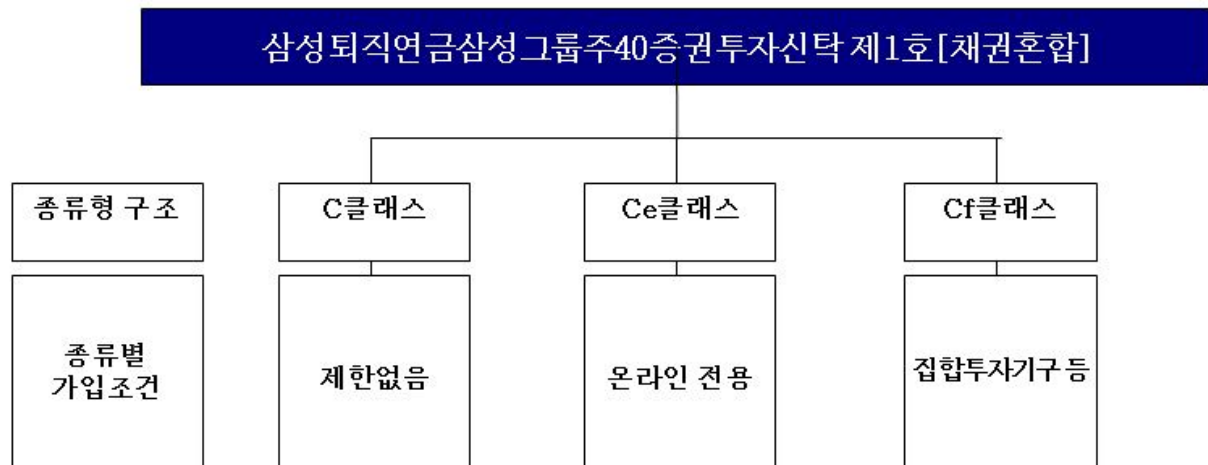 삼성퇴직연금삼성그룹주40증권투자신탁 제1호[채권혼합]
종류형 구조
C클래스
Ce클래스
Cf클래스
종류별
가입조건
제한없음
온라인 전용
집합투자기구 등